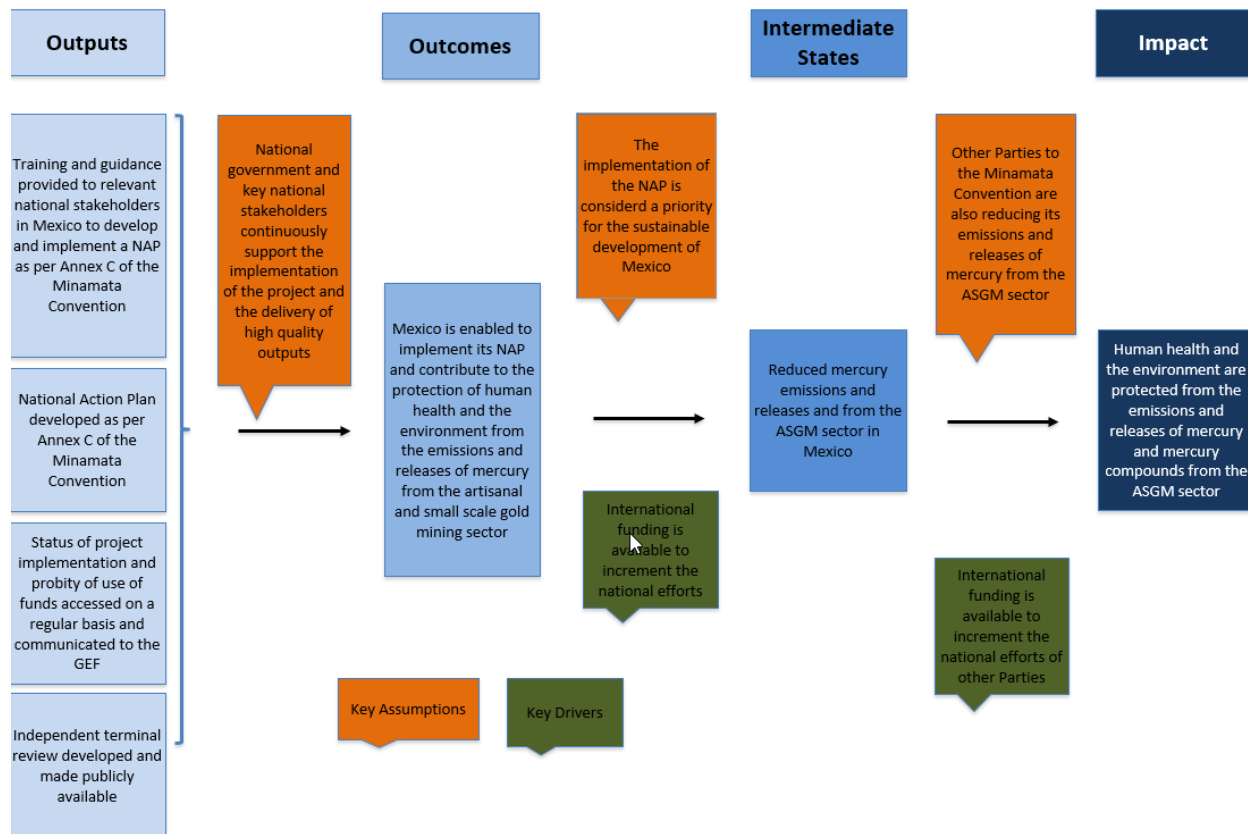 Outputs
Outcomes
Intermediate
States
Impact
Training and guidance
provided to relevant
national stakeholders
in Mexico to develop
and implement a NAP
as per Annex C of the
Minamata
Convention
National Action Plan
developed as per
Annex C of the
Minamata
Convention
Status of project
implementation and
probity of use of
funds accessed on a
regular basis and
communicated to the
GEF
Independent terminal
review developed and
made publicly
available
National
government and
key national
stakeholders
continuously
support the
implementation
of the project and
the delivery of
high quality
outputs
Mexico is enabled to
implement its NAP
and contribute to the
protection of human
health and the
environment from
the emissions and
releases of mercury
from the artisanal
and small scale gold
mining sector
The
implementation of
the NAP is
considerd a priority
for the sustainable
development of
Mexico
International
funding is
available to
increment the
national efforts
Reduced mercury
emissions and
releases and from the
ASGM sector in
Mexico
Other Parties to
the Minamata
Convention are
also reducing its
emissions and
releases of
mercury from the
ASGM sector
International
funding is
available to
increment the
national efforts of
other Parties
Human health and
the environment are
protected from the
emissions and
releases of mercury
and mercury
compounds from the
ASGM sector
Key Assumptions
Key Drivers